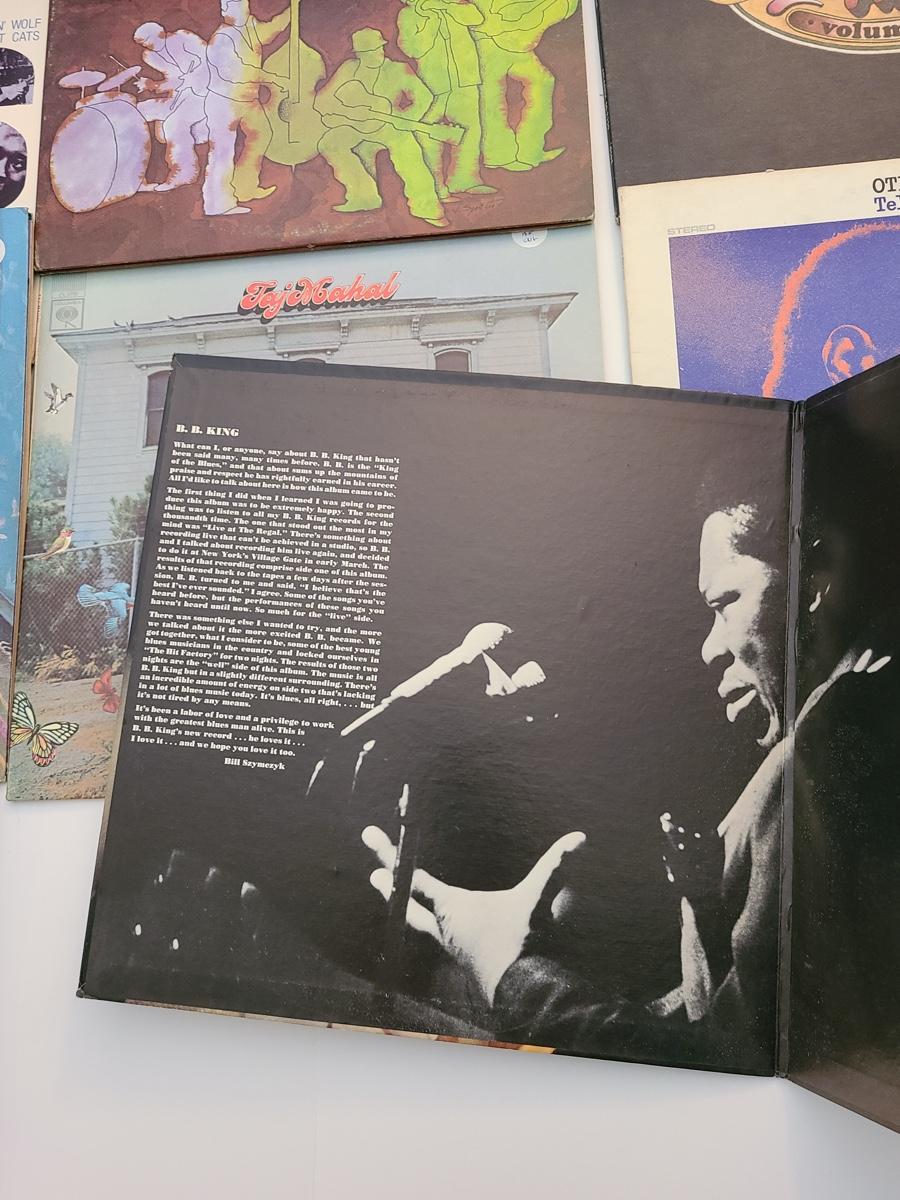 N' WOLF
T CATS
volum
OT
Tel
STEREO
Taj Mahal
B. B. KING
What can I, or anyone, say about B. B. King that hasn't
been said many, many times before. B. B. is the "King
of the Blues," and that about sums up the mountains of
praise and respect he has rightfully earned in his career.
All I'd like to talk about here is how this album came to be.
The first thing I did when I learned I was going to pro-
duce this album was to be extremely happy. The second
thing was to listen to all my B. B. King records for the
thousandth time. The one that stood out the most in my
mind was "Live at The Regal." There's something about
recording live that can't be achieved in a studio, so B. B.
and I talked about recording him live again, and decided
to do it at New York's Village Gate in early March. The
results of that recording comprise side one of this album.
As we listened back to the tapes a few days after the ses-
sion, B. B. turned to me and said, "I believe that's the
best I've ever sounded." I agree. Some of the songs you've
heard before, but the performances of these songs you
haven't heard until now. So much for the "live" side.
There was something else I wanted to try, and the more
we talked about it the more excited B. B. became. We
got together, what I consider to be, some of the best young
blues musicians in the country and locked ourselves in
"The Hit Factory" for two nights. The results of those two
nights are the "well" side of this album. The music is all
B. B. King but in a slightly different surrounding. There's
an incredible amount of energy on side two that's lacking
in a lot of blues music today. It's blues, all right, . . . but
it's not tired by any means.
It's been a labor of love and a privilege to work
with the greatest blues man alive. This is
B. B. King's new record . . . he loves it . . .
I love it . . . and we hope you love it too.
Bill Szymczyk